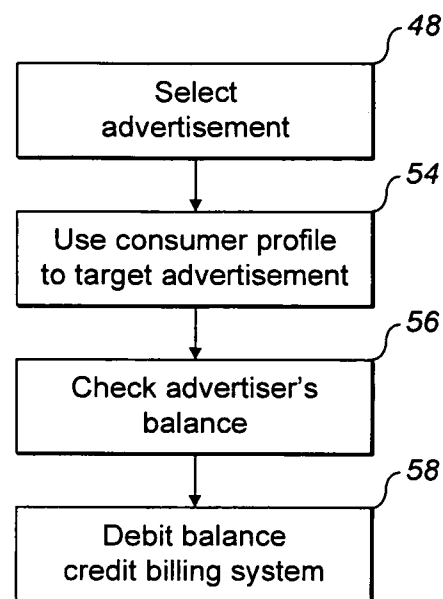 48
Select
advertisement
54
Use consumer profile
to target advertisement
56
Check advertiser's
balance
58
Debit balance
credit billing system